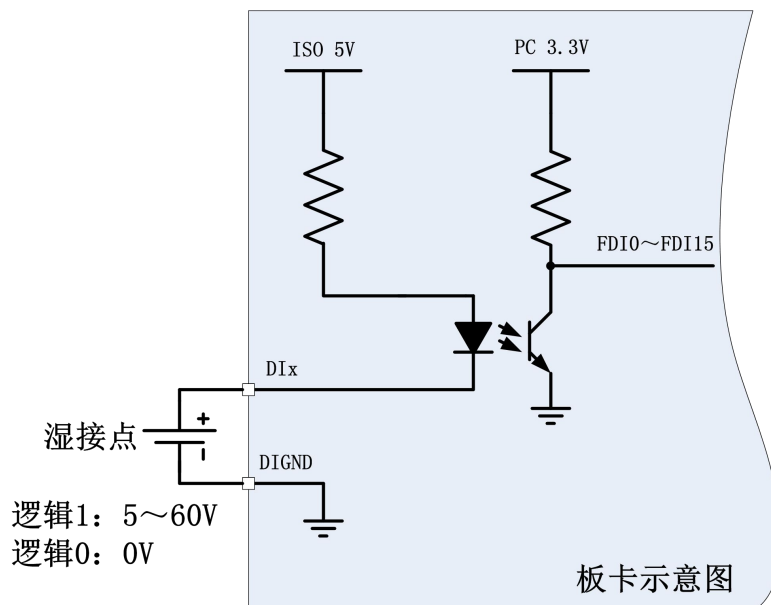 ISO 5V
PC 3.3V
FDI0～FDI15
DIx
湿接点
+
DIGND
逻辑1：5～60V
逻辑0：0V
板卡示意图